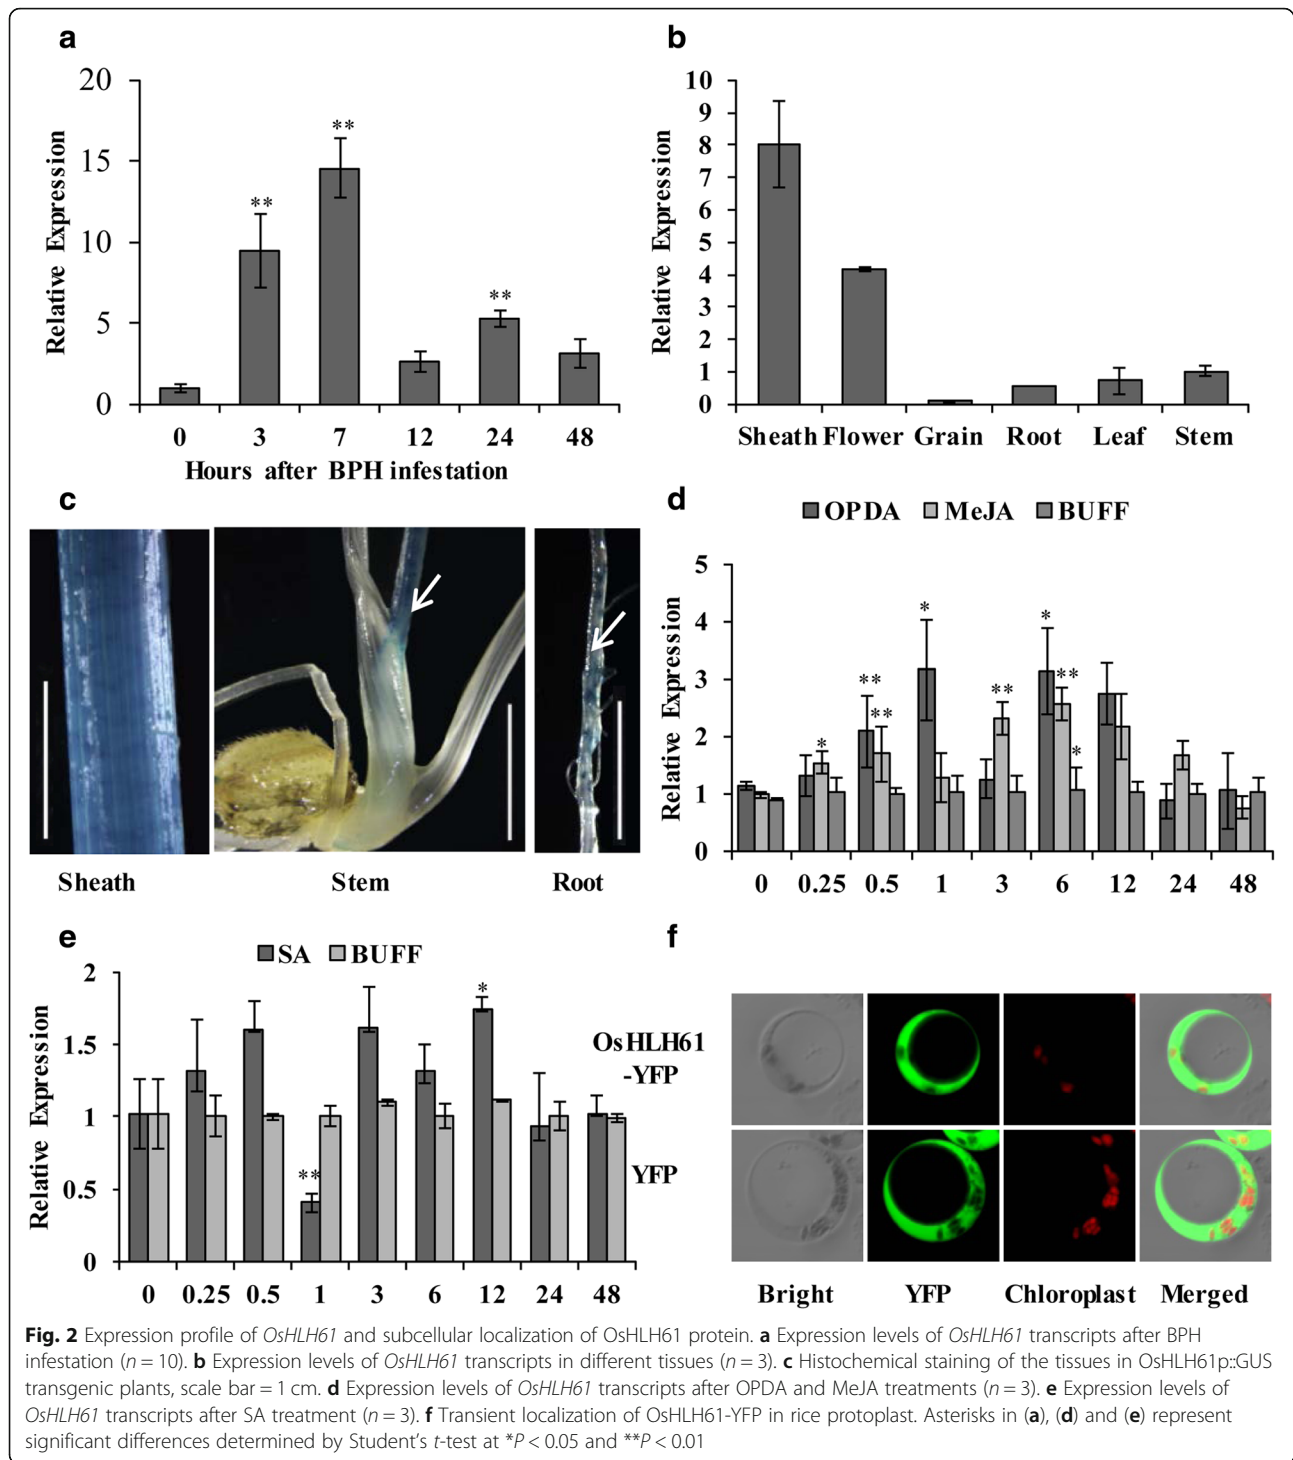 a
20
15
10
5
0
Relative Expression
**
**
**
0 3 7 12 24 48
Hours after BPH infestation
b
10
9
8
7
6
5
4
3
2
1
0
Relative Expression
Sheath Flower Grain Root Leaf Stem
c
Sheath Stem Root
d
OPDA MeJA BUFF
5
4
3
2
1
0
Relative Expression
*
**
**
*
**
*
**
*
0 0.25 0.5 1 3 6 12 24 48
e
SA BUFF
2
1.5
1
0.5
0
Relative Expression
**
*
0 0.25 0.5 1 3 6 12 24 48
f
OsHLH61
-YFP
YFP
Bright YFP Chloroplast Merged
Fig. 2 Expression profile of OsHLH61 and subcellular localization of OsHLH61 protein. a Expression levels of OsHLH61 transcripts after BPH
infestation (n = 10). b Expression levels of OsHLH61 transcripts in different tissues (n = 3). c Histochemical staining of the tissues in OsHLH61p::GUS
transgenic plants, scale bar = 1 cm. d Expression levels of OsHLH61 transcripts after OPDA and MeJA treatments (n = 3). e Expression levels of
OsHLH61 transcripts after SA treatment (n = 3). f Transient localization of OsHLH61-YFP in rice protoplast. Asterisks in (a), (d) and (e) represent
significant differences determined by Student's t-test at *P < 0.05 and **P < 0.01